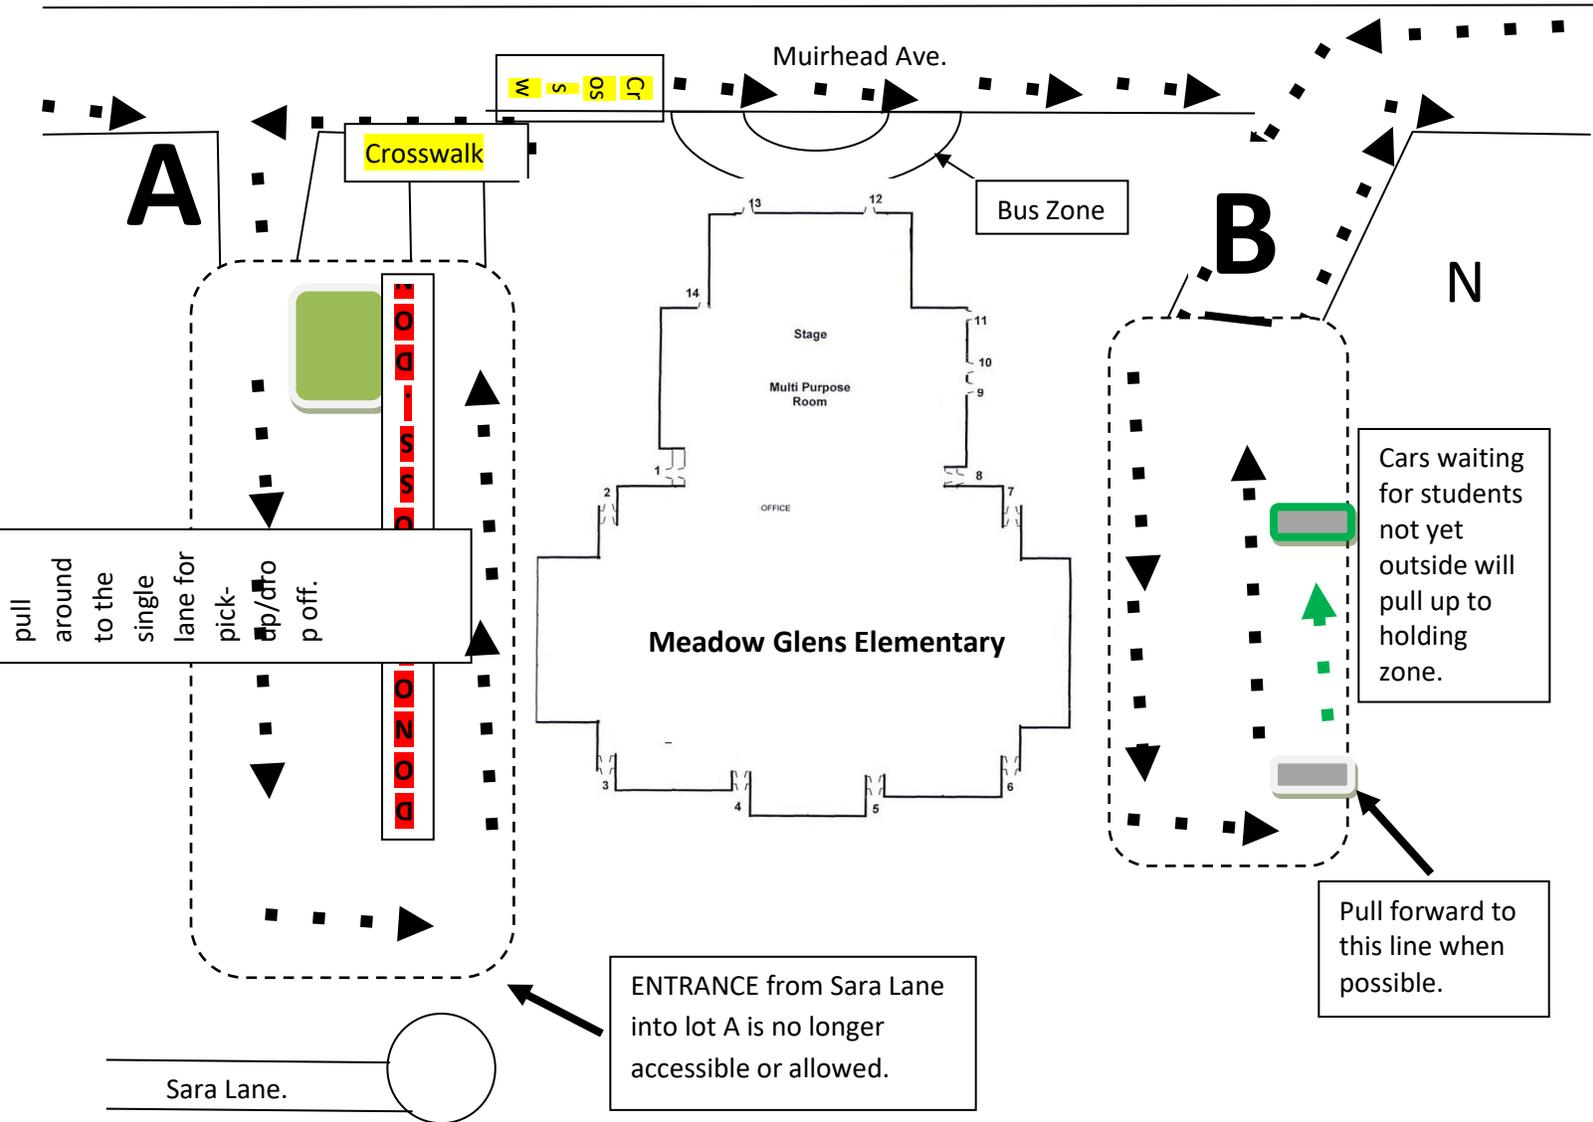 Muirhead Ave.
Cr
os
s
w
Crosswalk
A
Bus Zone
B
N
13
12
14
11
Stage
10
Multi Purpose
Room
9
1
8
2
7
OFFICE
Cars waiting
for students
not yet
outside will
pull up to
holding
zone.
pull
around
to the
single
lane for
pick-
up/dro
p off.
Meadow Glens Elementary
3
4
5
6
Pull forward to
this line when
possible.
ENTRANCE from Sara Lane
into lot A is no longer
accessible or allowed.
Sara Lane.